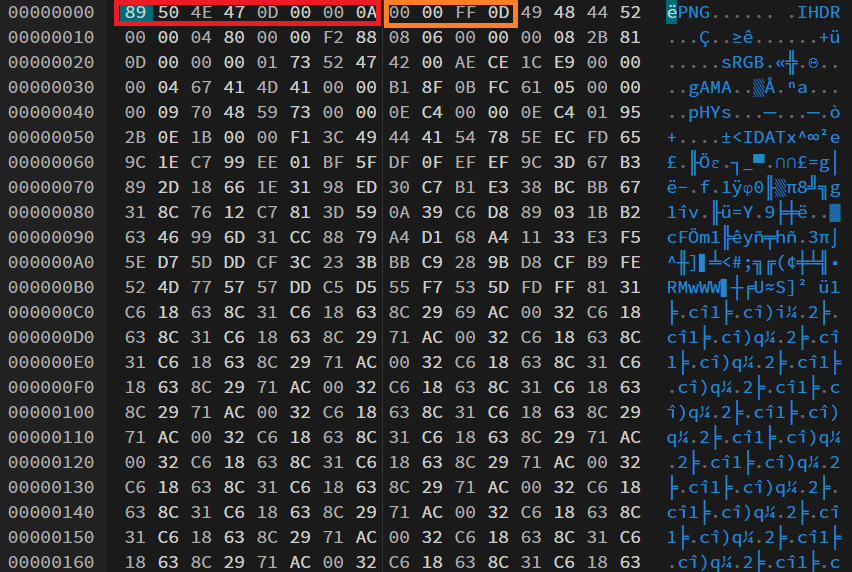 00000000 89 50 4E 47 0D 00 00 0A 00 00 FF 0D 49 48 44 52 ëPNG...... .IHDR
00000010 00 00 04 80 00 00 F2 88 08 06 00 00 00 08 2B 81 ...Ç..≥ê......+ü
00000020 0D 00 00 00 01 73 52 47 42 00 AE CE 1C E9 00 00 .....sRGB.«╬.Θ..
00000030 00 04 67 41 4D 41 00 00 B1 8F 0B FC 61 05 00 00 ..gAMA..▒Å.ⁿa...
00000040 00 09 70 48 59 73 00 00 0E C4 00 00 0E C4 01 95 ..pHYs...─...─.ò
00000050 2B 0E 1B 00 00 F1 3C 49 44 41 54 78 5E EC FD 65 +....±<IDATx^∞²e
00000060 9C 1E C7 99 EE 01 BF 5F DF 0F EF EF 9C 3D 67 B3 £.╟Öε.┐_▀.∩∩£=g│
00000070 89 2D 18 66 1E 31 98 ED 30 C7 B1 E3 38 BC BB 67 ë-.f.1ÿφ0╟▒π8╝╗g
00000080 31 8C 76 12 C7 81 3D 59 0A 39 C6 D8 89 03 1B B2 1îv.╟ü=Y.9╞╪ë..▓
00000090 63 46 99 6D 31 CC 88 79 A4 D1 68 A4 11 33 E3 F5 cFÖm1╠êyñ╤hñ.3π⌡
000000A0 5E D7 5D DD CF 3C 23 3B BB C9 28 9B D8 CF B9 FE ^╫]▌╧<#;╗╔(¢╪╧╣■
000000B0 52 4D 77 57 57 DD C5 D5 55 F7 53 5D FD FF 81 31 RMwWW▌┼╒U≈S]² ü1
000000C0 C6 18 63 8C 31 C6 18 63 8C 29 69 AC 00 32 C6 18 ╞.cî1╞.cî)i¼.2╞.
000000D0 63 8C 31 C6 18 63 8C 29 71 AC 00 32 C6 18 63 8C cî1╞.cî)q¼.2╞.cî
000000E0 31 C6 18 63 8C 29 71 AC 00 32 C6 18 63 8C 31 C6 1╞.cî)q¼.2╞.cî1╞
000000F0 18 63 8C 29 71 AC 00 32 C6 18 63 8C 31 C6 18 63 .cî)q¼.2╞.cî1╞.c
00000100 8C 29 71 AC 00 32 C6 18 63 8C 31 C6 18 63 8C 29 î)q¼.2╞.cî1╞.cî)
00000110 71 AC 00 32 C6 18 63 8C 31 C6 18 63 8C 29 71 AC q¼.2╞.cî1╞.cî)q¼
00000120 00 32 C6 18 63 8C 31 C6 18 63 8C 29 71 AC 00 32 .2╞.cî1╞.cî)q¼.2
00000130 C6 18 63 8C 31 C6 18 63 8C 29 71 AC 00 32 C6 18 ╞.cî1╞.cî)q¼.2╞.
00000140 63 8C 31 C6 18 63 8C 29 71 AC 00 32 C6 18 63 8C cî1╞.cî)q¼.2╞.cî
00000150 31 C6 18 63 8C 29 71 AC 00 32 C6 18 63 8C 31 C6 1╞.cî)q¼.2╞.cî1╞
00000160 18 63 8C 29 71 AC 00 32 C6 18 63 8C 31 C6 18 63 .cî)q¼.2╞.cî1╞.c